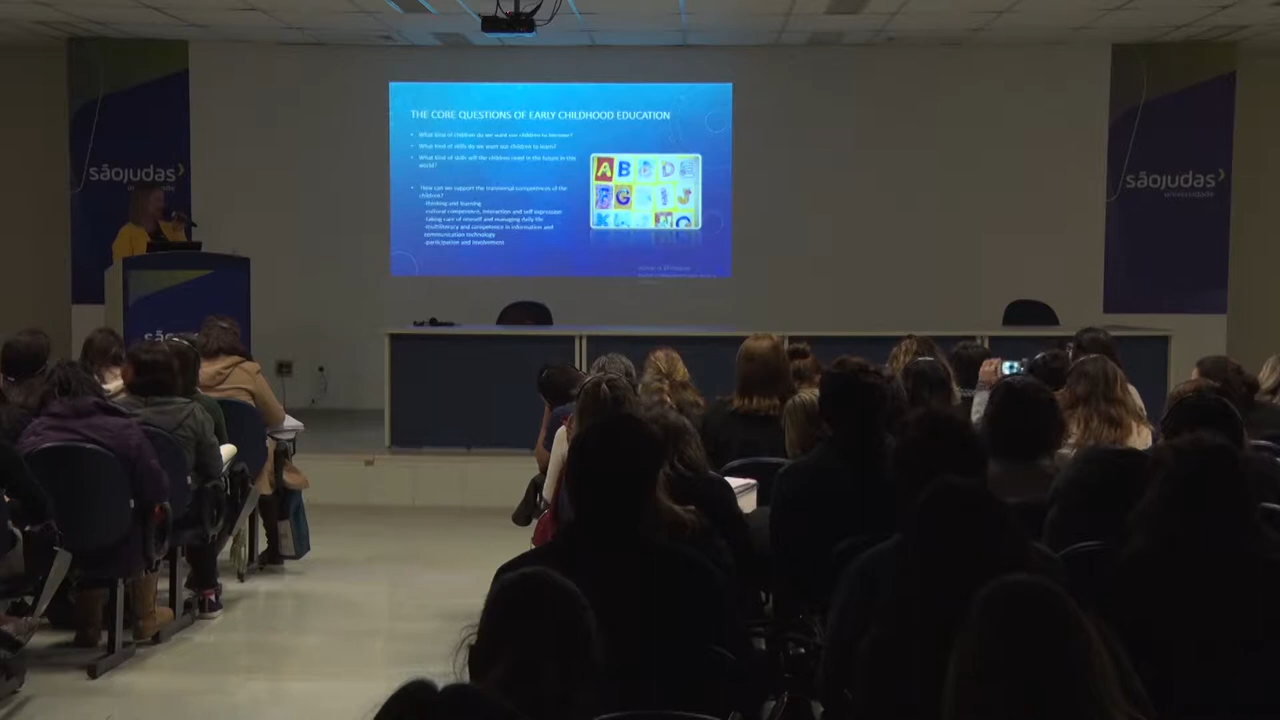 THE CORE QUESTIONS OF EARLY CHILDHOOD EDUCATION
• What kind of children do we want our children to become?
• What kind of skills do we want our children to learn?
• What kind of skills will the children need in the future in this
world?
• How can we support the transversal competences of the
children?
-thinking and learning
-cultural competence, interaction and self expression
-taking care of oneself and managing daily life
-multiliteracy and competence in information and
communication technology
-participation and involvement
A B C D E
F G H I J
K
sãojudas
universidade
sãojudas
universidade
sãojudas